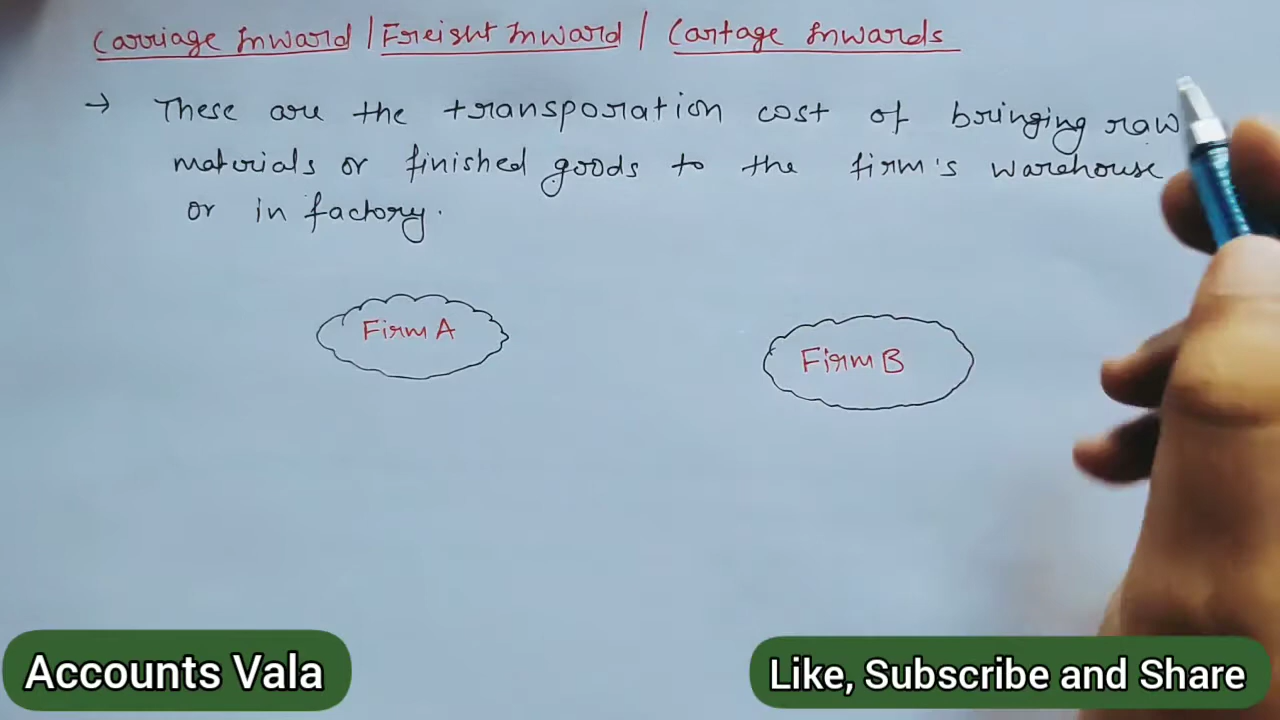 Carriage Inward / Freight Inward / Cartage Inwards
→ These are the transporation cost of bringing raw
materials or finished goods to the firm's warehouse
or in factory.
Firm A
Firm B
Accounts Vala
Like, Subscribe and Share